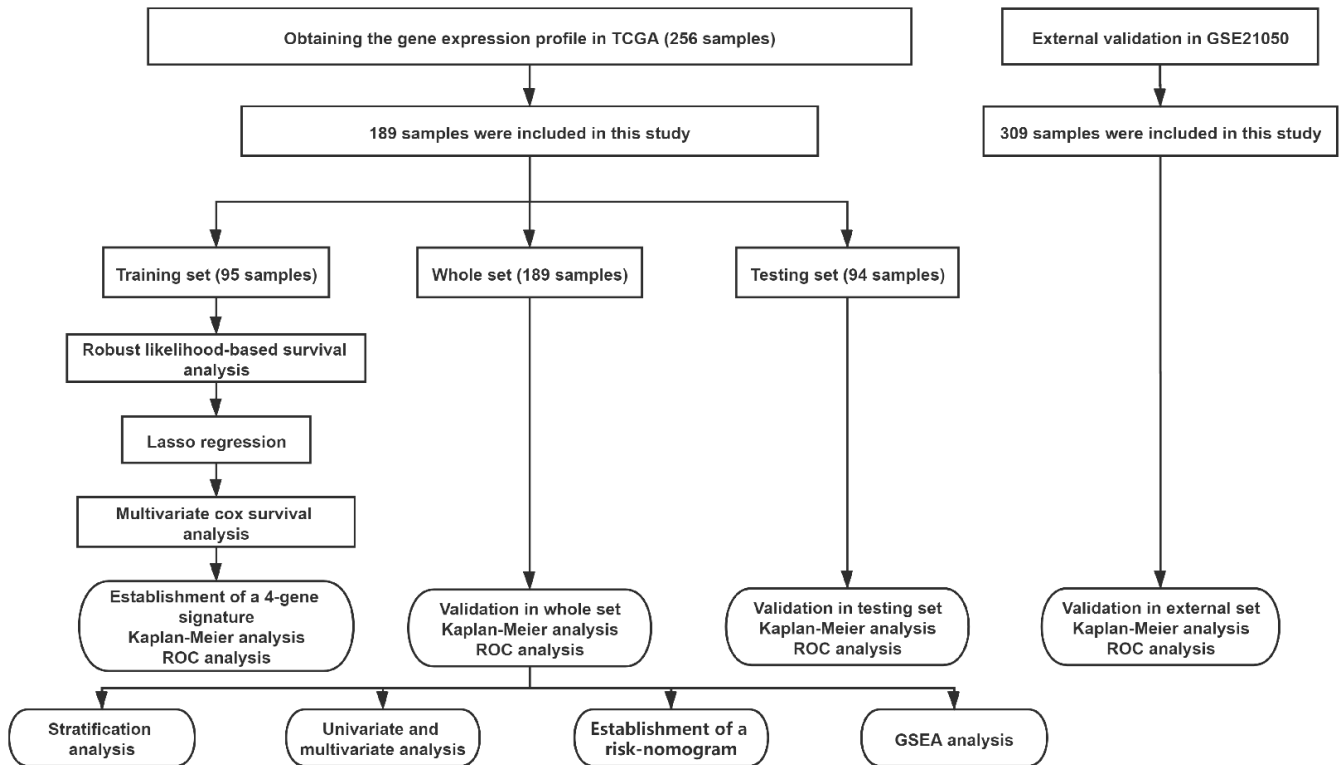 Obtaining the gene expression profile in TCGA (256 samples)
External validation in GSE21050
189 samples were included in this study
309 samples were included in this study
Training set (95 samples)
Whole set (189 samples)
Testing set (94 samples)
Robust likelihood-based survival
analysis
Lasso regression
Multivariate cox survival
analysis
Establishment of a 4-gene
signature
Kaplan-Meier analysis
ROC analysis
Validation in whole set
Kaplan-Meier analysis
ROC analysis
Validation in testing set
Kaplan-Meier analysis
ROC analysis
Validation in external set
Kaplan-Meier analysis
ROC analysis
Stratification
analysis
Univariate and
multivariate analysis
Establishment of a
risk-nomogram
GSEA analysis